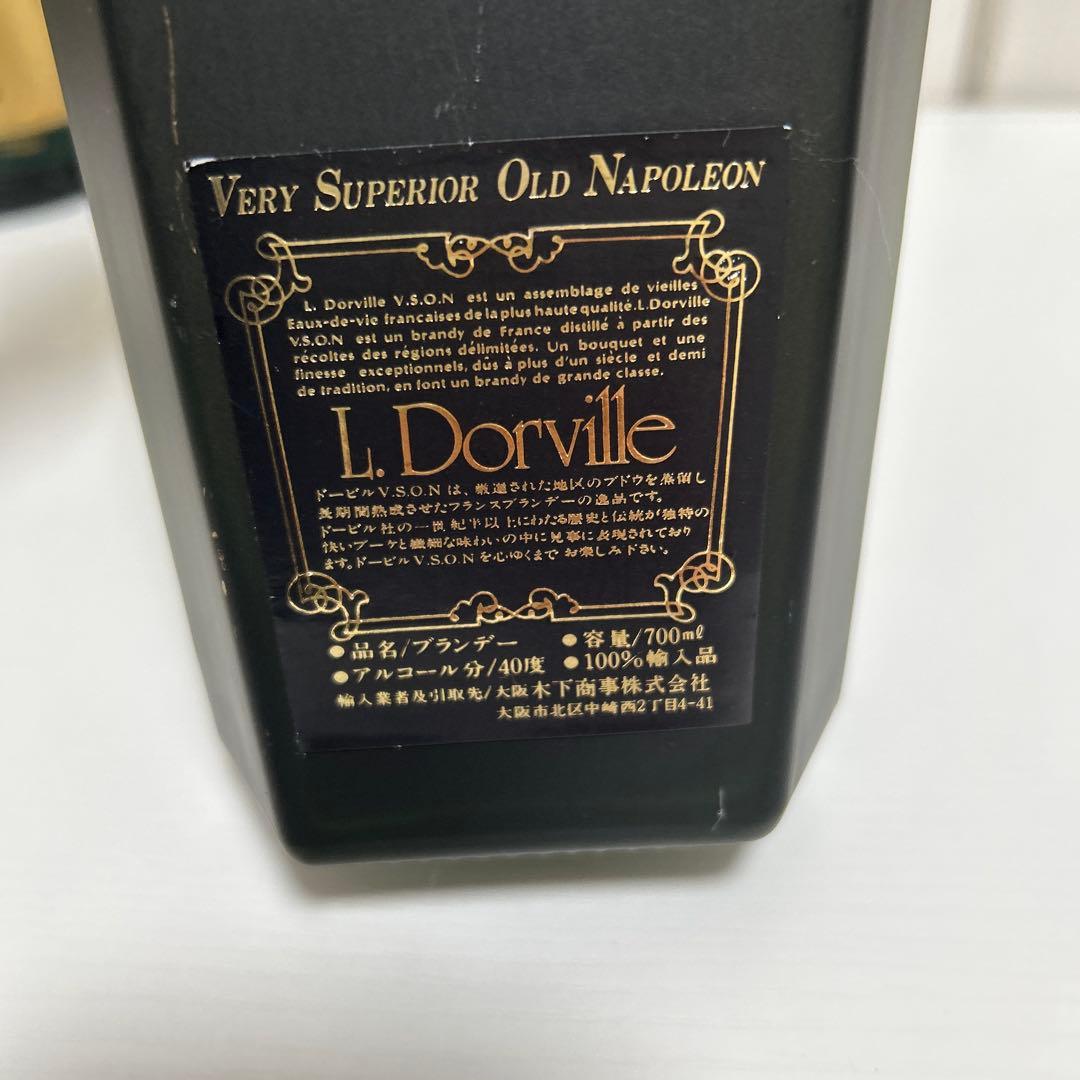 VERY SUPERIOR OLD NAPOLEON
L. Dorville V.S.O.N est un assemblage de vieilles
Eaux-de-vie francaises de la plus haute qualité.L.Dorville
V.S.O.N est un brandy de France distillé à partir des
récoltes des régions délimitées. Un bouquet et une
finesse exceptionnels, dûs à plus d'un siècle et demi
de tradition, en font un brandy de grande classe.
L. Dorville
ドービルV.S.O.Nは、厳選された地区のブドウを蒸留し
長期間熟成させたフランスブランデーの逸品です。
ドービル社の一世紀半以上にわたる歴史と伝統が独特の
快いブーケと繊細な味わいの中に見事に表現されており
ます。ドービルV.S.O.Nを心ゆくまでお楽しみ下さい。
●品名/ブランデー ●容量/700ml
●アルコール分/40度 ●100%輸入品
輸入業者及引取先/大阪木下商事株式会社
大阪市北区中崎西2丁目4-41